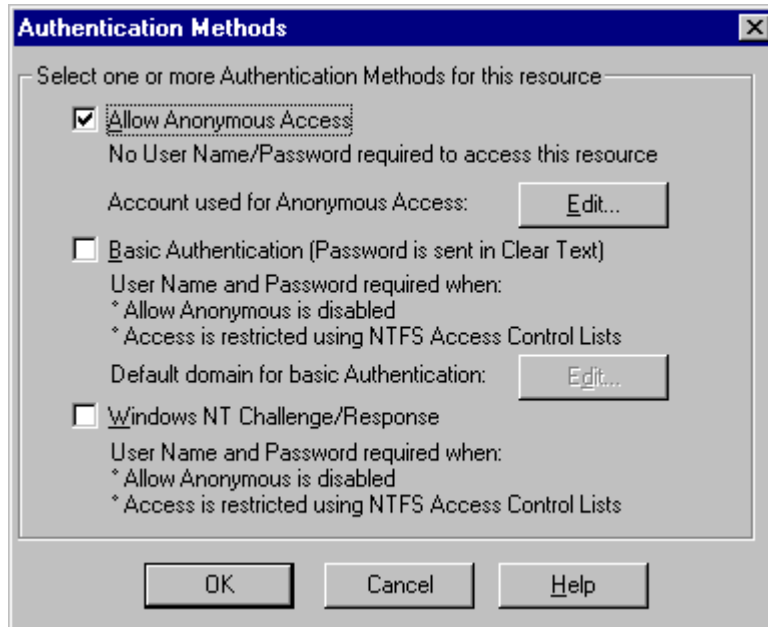 Authentication Methods
Select one or more Authentication Methods for this resource
Allow Anonymous Access
No User Name/Password required to access this resource
Account used for Anonymous Access: Edit...
Basic Authentication (Password is sent in Clear Text)
User Name and Password required when:
* Allow Anonymous is disabled
* Access is restricted using NTFS Access Control Lists
Default domain for basic Authentication: Edit...
Windows NT Challenge/Response
User Name and Password required when:
* Allow Anonymous is disabled
* Access is restricted using NTFS Access Control Lists
OK Cancel Help